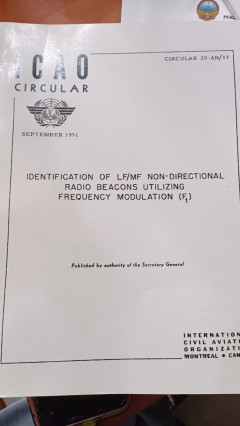 CIRCULAR 20-AN/17
ICAO
CIRCULAR
SEPTEMBER 1951
IDENTIFICATION OF LF/MF NON-DIRECTIONAL
RADIO BEACONS UTILIZING
FREQUENCY MODULATION (F1)
Published by authority of the Secretary General
INTERNATION
CIVIL AVIATI
ORGANIZATI
MONTREAL • CAN